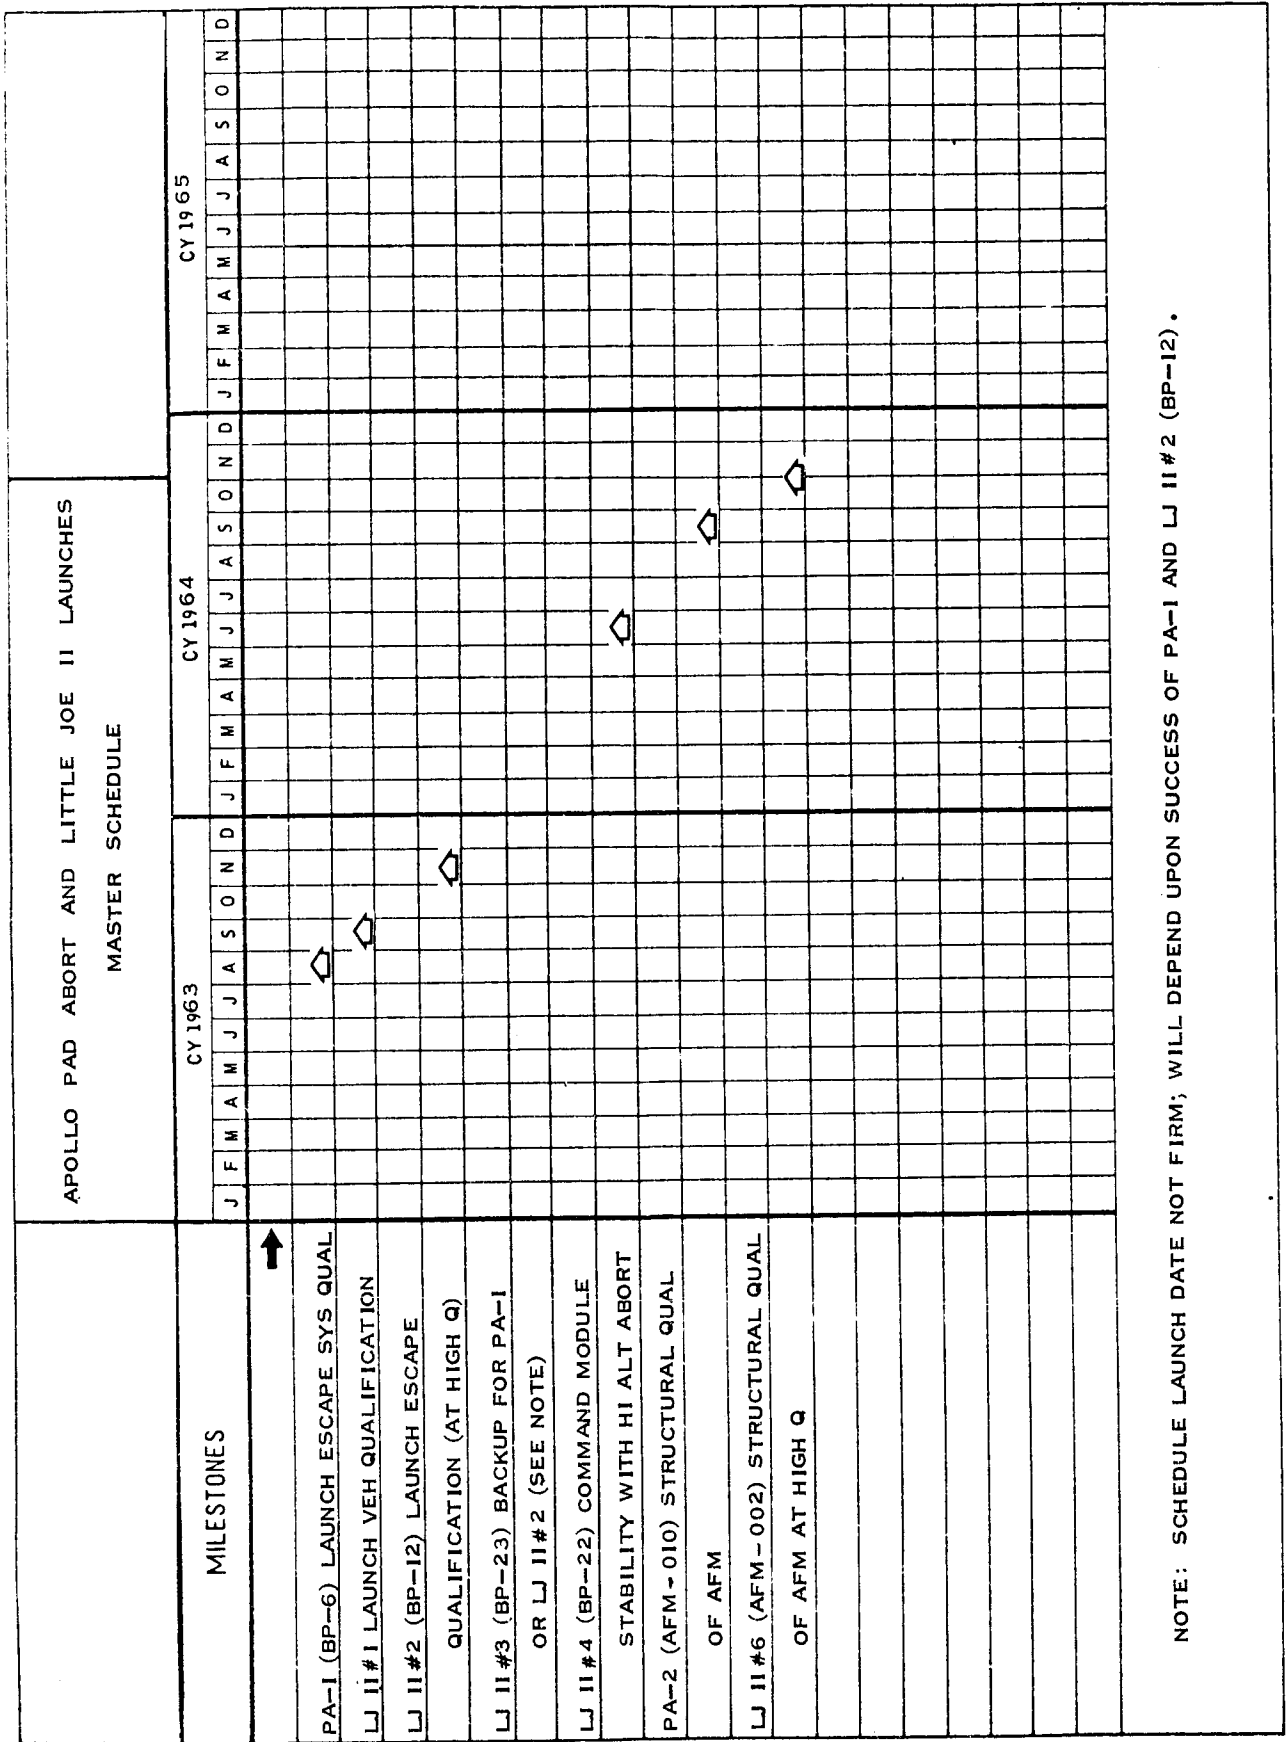 APOLLO PAD ABORT AND LITTLE JOE II LAUNCHES
MASTER SCHEDULE
MILESTONES
CY 1963
CY 1964
CY 1965
J F M A M J J A S O N D
J F M A M J J A S O N D
J F M A M J J A S O N D
PA-1 (BP-6) LAUNCH ESCAPE SYS QUAL
LJ II #1 LAUNCH VEH QUALIFICATION
LJ II #2 (BP-12) LAUNCH ESCAPE
QUALIFICATION (AT HIGH Q)
LJ II #3 (BP-23) BACKUP FOR PA-1
OR LJ II #2 (SEE NOTE)
LJ II #4 (BP-22) COMMAND MODULE
STABILITY WITH HI ALT ABORT
PA-2 (AFM-010) STRUCTURAL QUAL
OF AFM
LJ II #6 (AFM-002) STRUCTURAL QUAL
OF AFM AT HIGH Q
NOTE: SCHEDULE LAUNCH DATE NOT FIRM; WILL DEPEND UPON SUCCESS OF PA-1 AND LJ II #2 (BP-12).